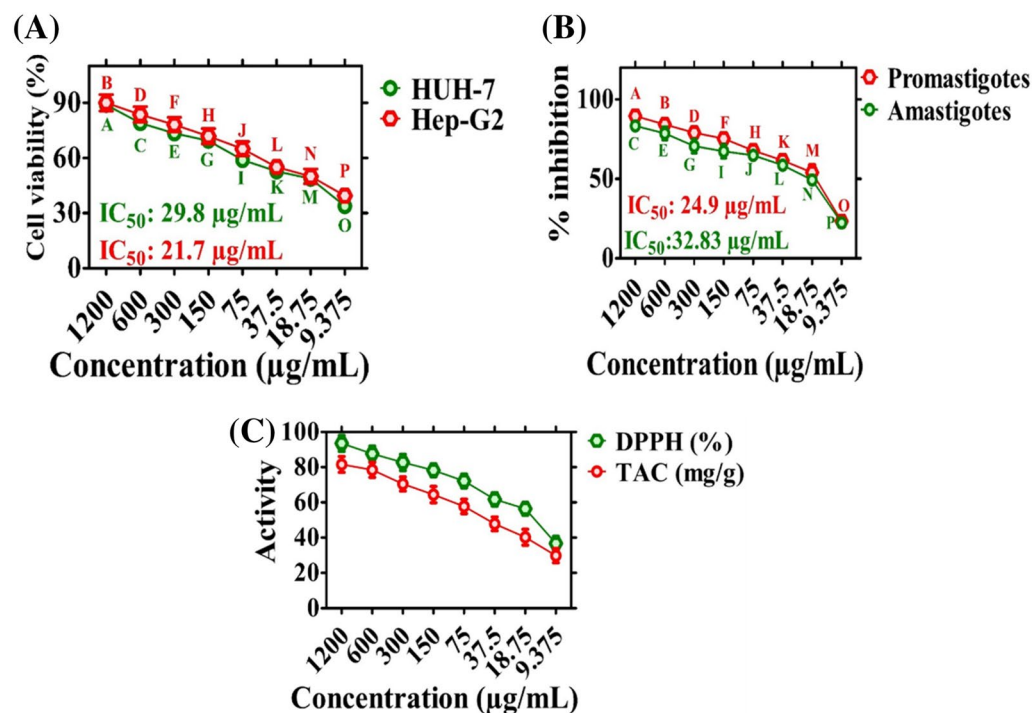 (A)
Cell viability (%)
90
60
30
0
B
D
F
H
J
L
N
P
A
C
E
G
I
K
M
O
IC50: 29.8 µg/mL
IC50: 21.7 µg/mL
HUH-7
Hep-G2
1200
600
300
150
75
37.5
18.75
9.375
Concentration (µg/mL)
(B)
% inhibition
100
50
0
A
B
D
F
H
K
M
O
C
E
G
I
J
L
N
P
IC50: 24.9 µg/mL
IC50:32.83 µg/mL
Promastigotes
Amastigotes
1200
600
300
150
75
37.5
18.75
9.375
Concentration (µg/mL)
(C)
Activity
100
80
60
40
20
0
DPPH (%)
TAC (mg/g)
1200
600
300
150
75
37.5
18.75
9.375
Concentration (µg/mL)